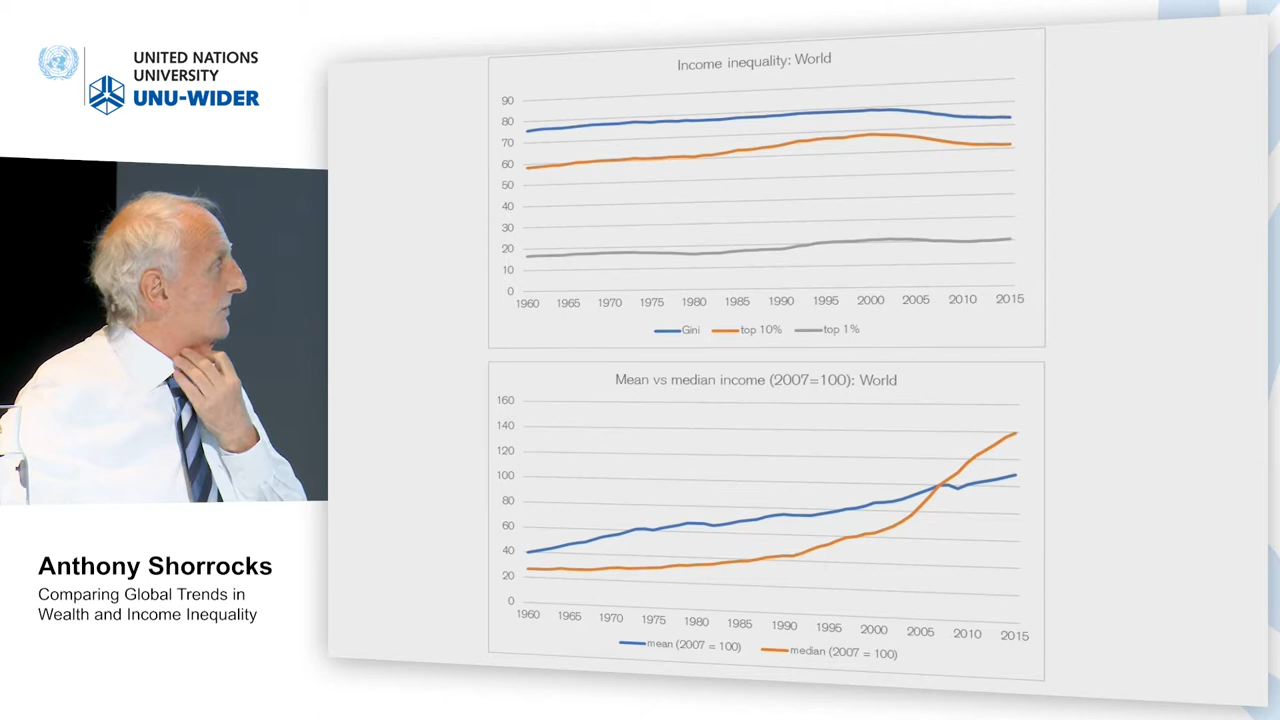 UNITED NATIONS
UNIVERSITY
UNU-WIDER
Anthony Shorrocks
Comparing Global Trends in
Wealth and Income Inequality
Income inequality: World
90
80
70
60
50
40
30
20
10
0
1960 1965 1970 1975 1980 1985 1990 1995 2000 2005 2010 2015
Gini top 10% top 1%
Mean vs median income (2007=100): World
160
140
120
100
80
60
40
20
0
1960 1965 1970 1975 1980 1985 1990 1995 2000 2005 2010 2015
mean (2007 = 100) median (2007 = 100)